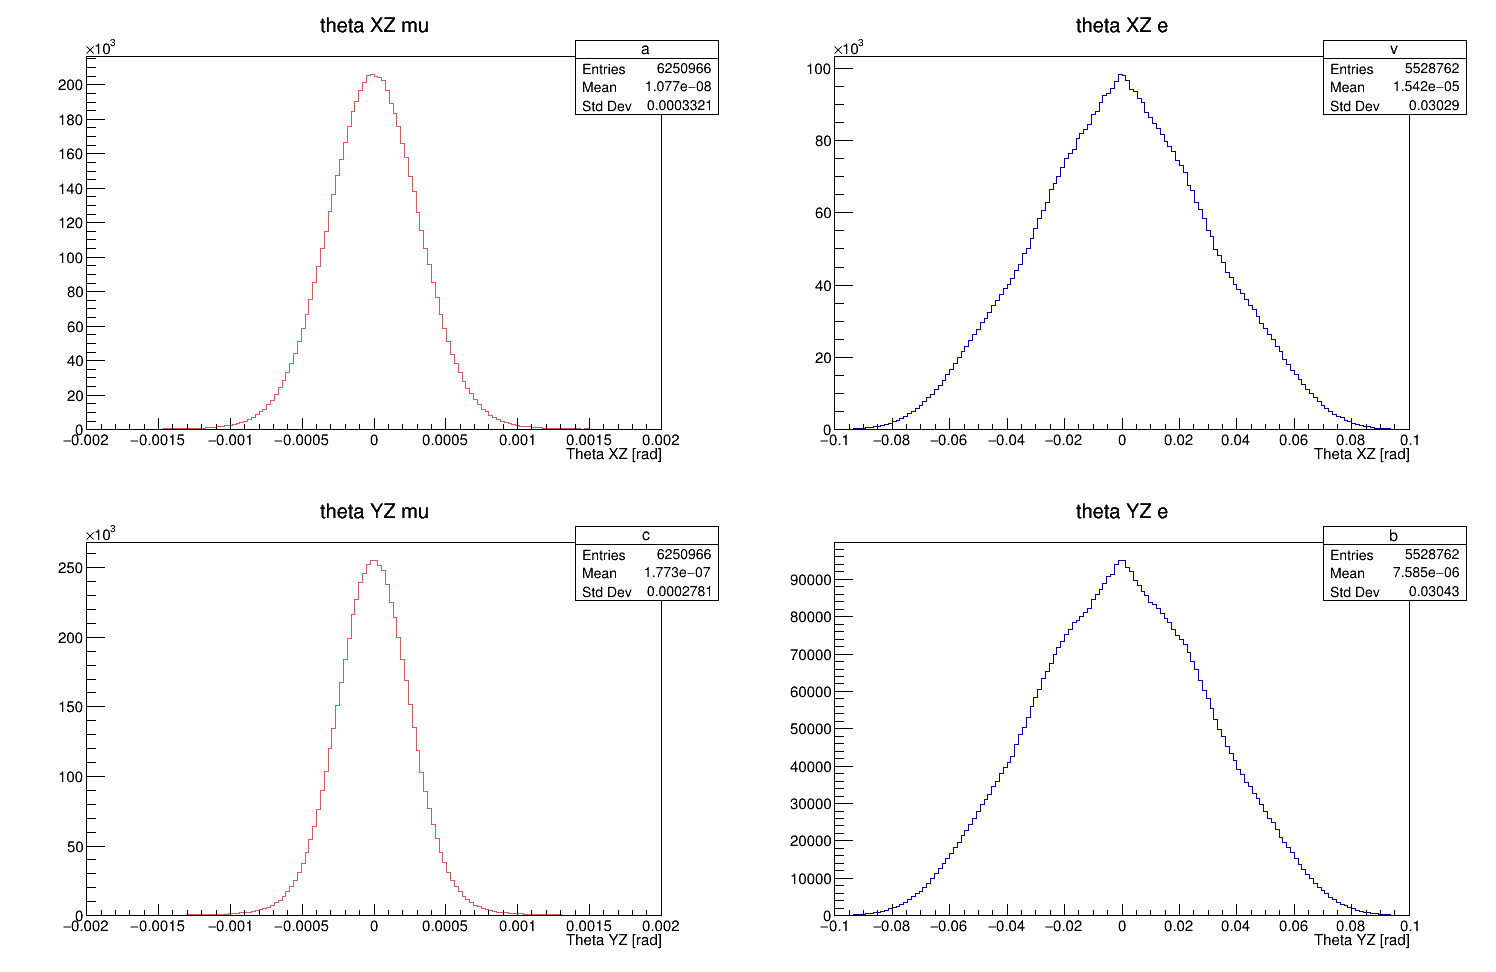 theta XZ mu
×10³
a
Entries 6250966
Mean 1.077e−08
Std Dev 0.0003321
200
180
160
140
120
100
80
60
40
20
0
−0.002 −0.0015 −0.001 −0.0005 0 0.0005 0.001 0.0015 0.002
Theta XZ [rad]
theta XZ e
×10³
v
Entries 5528762
Mean 1.542e−05
Std Dev 0.03029
100
80
60
40
20
0
−0.1 −0.08 −0.06 −0.04 −0.02 0 0.02 0.04 0.06 0.08 0.1
Theta XZ [rad]
theta YZ mu
×10³
c
Entries 6250966
Mean 1.773e−07
Std Dev 0.0002781
250
200
150
100
50
0
−0.002 −0.0015 −0.001 −0.0005 0 0.0005 0.001 0.0015 0.002
Theta YZ [rad]
theta YZ e
b
Entries 5528762
Mean 7.585e−06
Std Dev 0.03043
90000
80000
70000
60000
50000
40000
30000
20000
10000
0
−0.1 −0.08 −0.06 −0.04 −0.02 0 0.02 0.04 0.06 0.08 0.1
Theta YZ [rad]